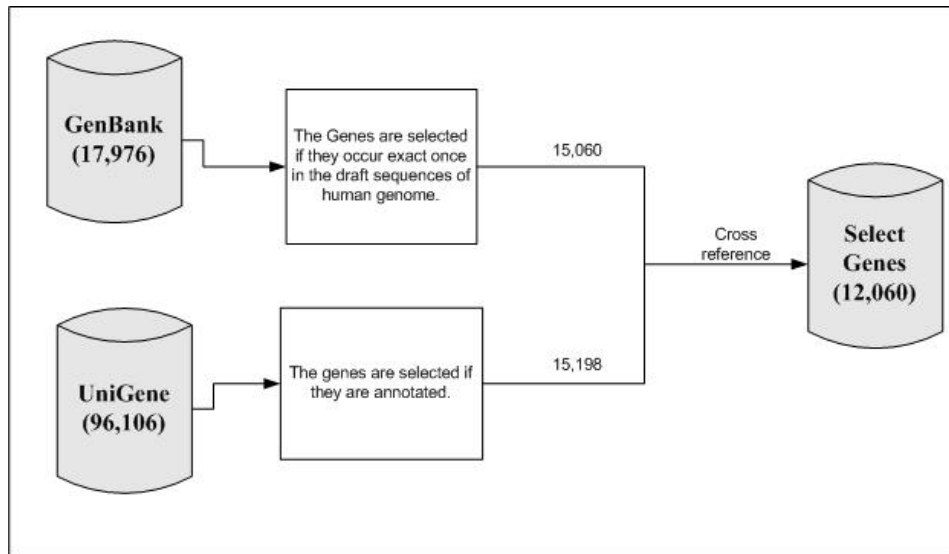 GenBank
(17,976)
The Genes are selected
if they occur exact once
in the draft sequences of
human genome.
15,060
Cross
reference
Select
Genes
(12,060)
UniGene
(96,106)
The genes are selected if
they are annotated.
15,198